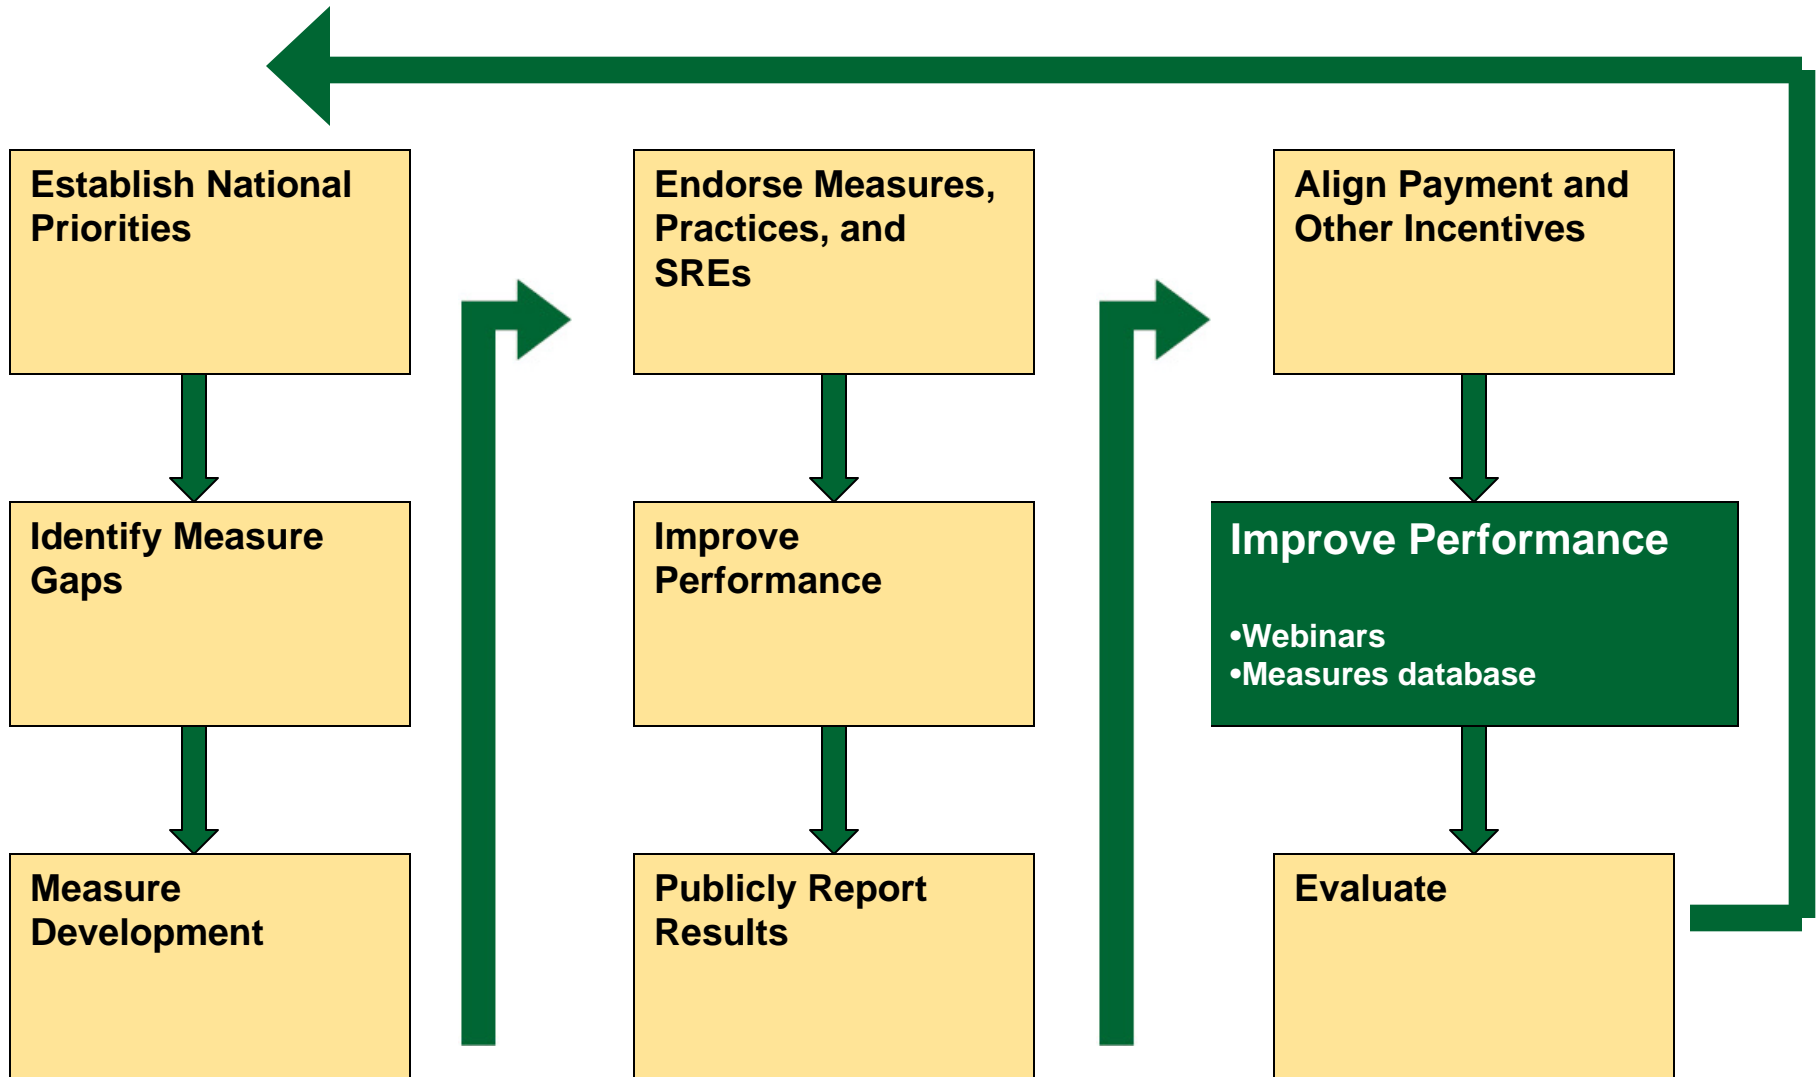 Establish National
Priorities
Identify Measure
Gaps
Measure
Development
Endorse Measures,
Practices, and
SREs
Improve
Performance
Publicly Report
Results
Align Payment and
Other Incentives
Improve Performance
•Webinars
•Measures database
Evaluate